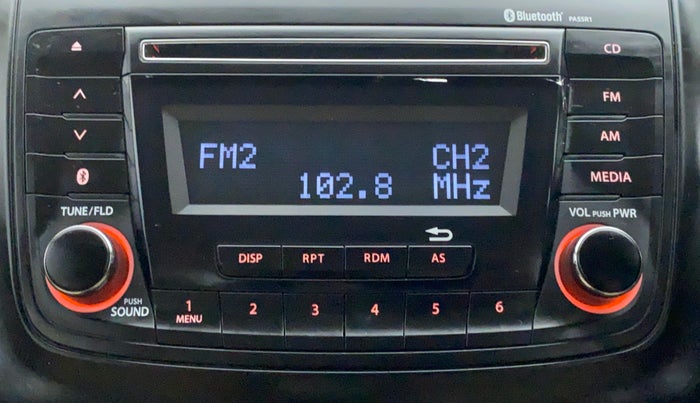 Bluetooth® PASSR1
CD
FM
AM
MEDIA
FM2 CH2
102.8 MHz
TUNE/FLD
VOL PUSH PWR
DISP RPT RDM AS
PUSH
SOUND
1 2 3 4 5 6
MENU